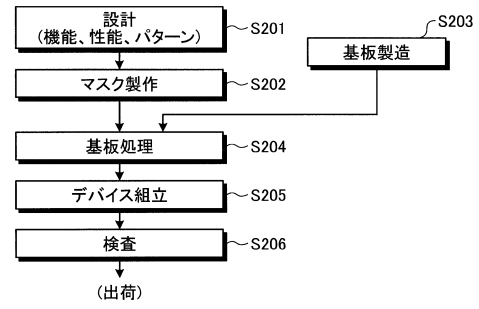 設計
(機能、性能、パターン)
S201
マスク製作
S202
基板製造
S203
基板処理
S204
デバイス組立
S205
検査
S206
(出荷)